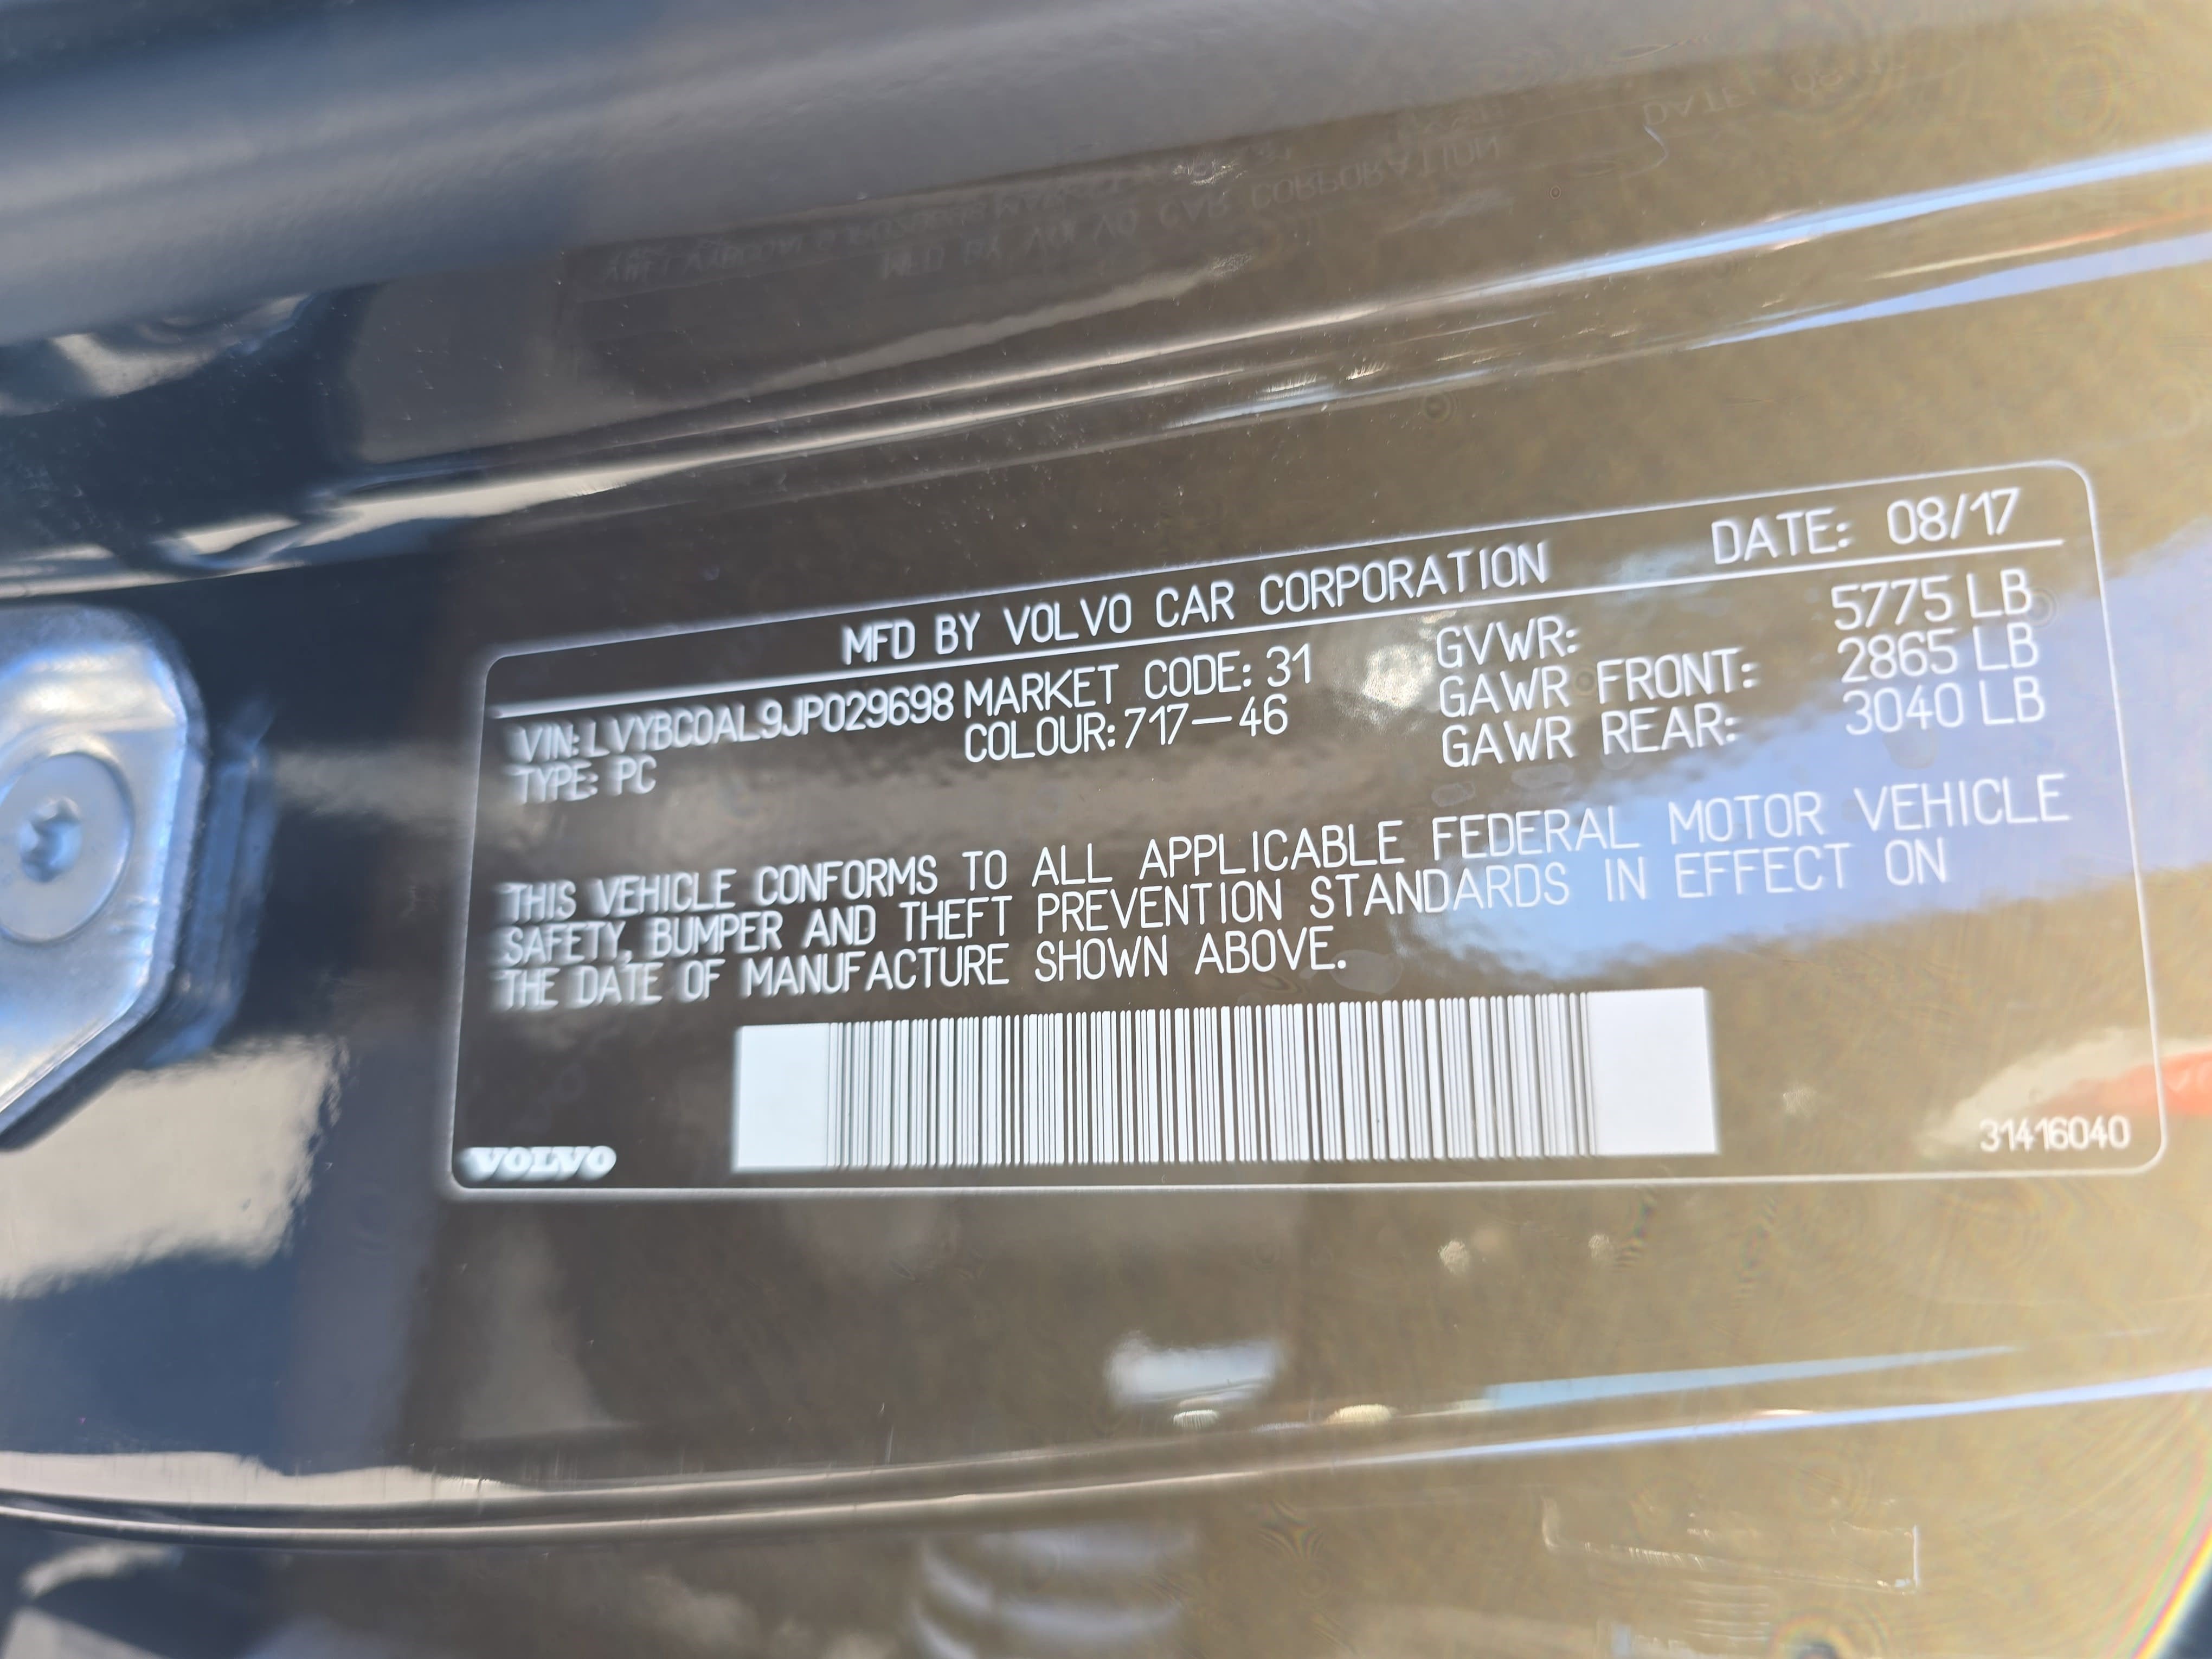 MFD BY VOLVO CAR CORPORATION DATE: 08/17
VIN: LVYBC0AL9JP029698 MARKET CODE: 31 GVWR: 5775 LB
TYPE: PC COLOUR: 717-46 GAWR FRONT: 2865 LB
GAWR REAR: 3040 LB
THIS VEHICLE CONFORMS TO ALL APPLICABLE FEDERAL MOTOR VEHICLE
SAFETY, BUMPER AND THEFT PREVENTION STANDARDS IN EFFECT ON
THE DATE OF MANUFACTURE SHOWN ABOVE.
VOLVO
31416040